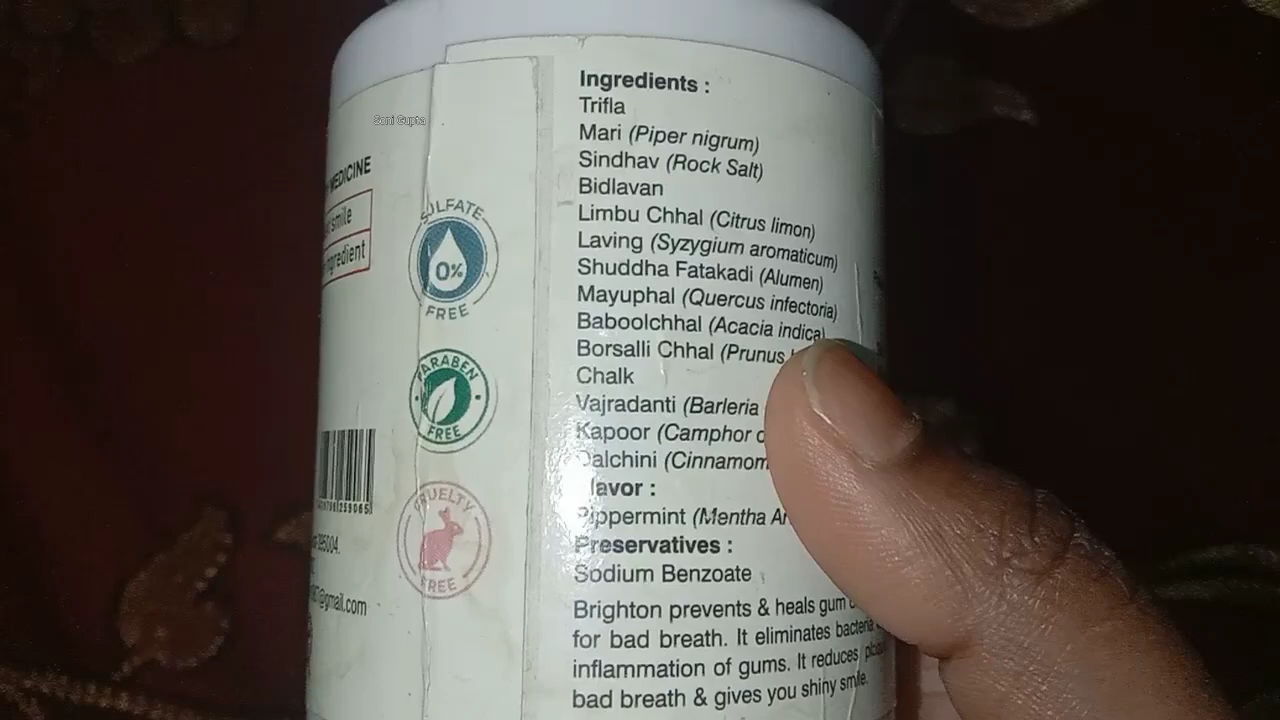 Soni Gupta
MEDICINE
smile
SULFATE
0%
FREE
PARABEN
FREE
CRUELTY
FREE
@gmail.com
Ingredients :
Trifla
Mari (Piper nigrum)
Sindhav (Rock Salt)
Bidlavan
Limbu Chhal (Citrus limon)
Laving (Syzygium aromaticum)
Shuddha Fatakadi (Alumen)
Mayuphal (Quercus infectoria)
Baboolchhal (Acacia indica)
Borsalli Chhal (Prunus
Chalk
Vajradanti (Barleria
Kapoor (Camphor
Dalchini (Cinnamom
lavor :
Pippermint (Mentha
Preservatives :
Sodium Benzoate
Brighton prevents & heals gum
for bad breath. It eliminates bacteria
inflammation of gums. It reduces
bad breath & gives you shiny smile.